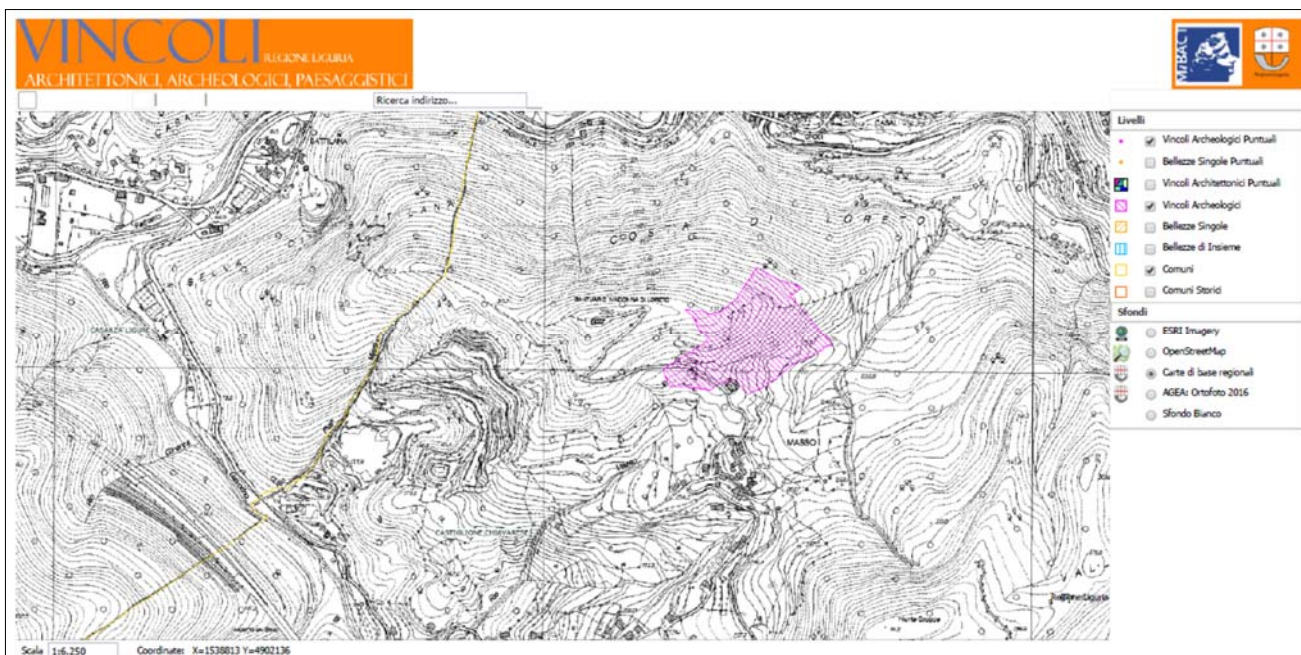 VINCOLI REGIONE LIGURIA
ARCHITETTONICI, ARCHEOLOGICI, PAESAGGISTICI
MiBACT
Ricerca indirizzo...
Livelli
Vincoli Archeologici Puntuali
Bellezze Singole Puntuali
Vincoli Architettonici Puntuali
Vincoli Archeologici
Bellezze Singole
Bellezze di Insieme
Comuni
Comuni Storici
Sfondi
ESRI Imagery
OpenStreetMap
Carte di base regionali
AGEA: Ortofoto 2016
Sfondo Bianco
BATTILANA
COSTA DI LORETO
SANTUARIO MADONNA DI LORETO
CASARZA LIGURE
CASTIGLIONE CHIAVARESE
Scala 1:6.250 Coordinate: X=1538813 Y=4902136